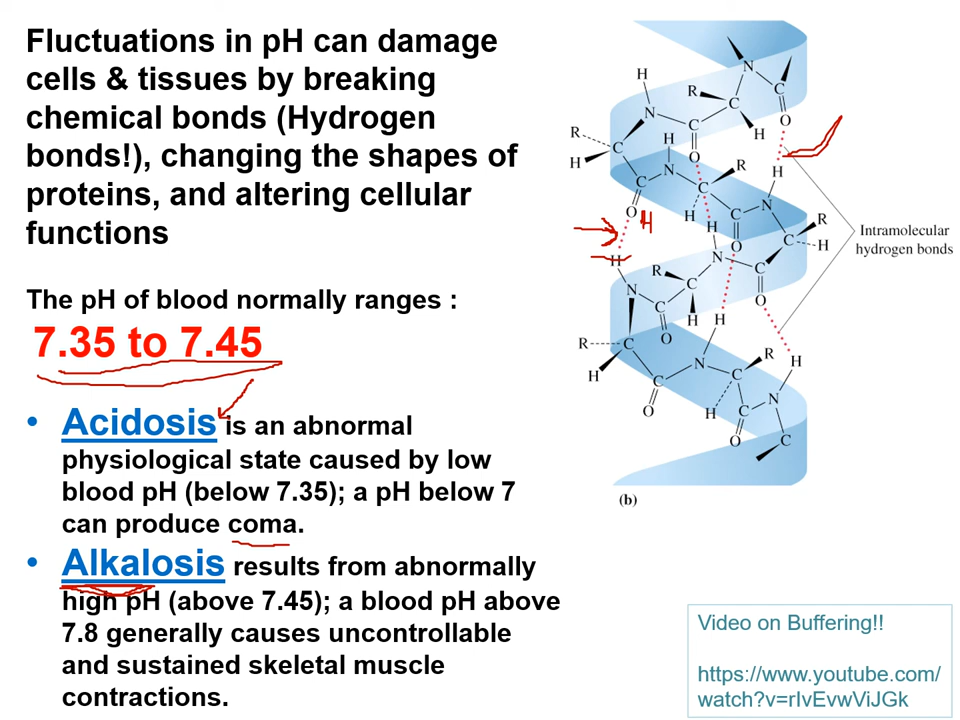 Fluctuations in pH can damage
cells & tissues by breaking
chemical bonds (Hydrogen
bonds!), changing the shapes of
proteins, and altering cellular
functions
The pH of blood normally ranges :
7.35 to 7.45
• Acidosis is an abnormal
physiological state caused by low
blood pH (below 7.35); a pH below 7
can produce coma.
• Alkalosis results from abnormally
high pH (above 7.45); a blood pH above
7.8 generally causes uncontrollable
and sustained skeletal muscle
contractions.
H N C
R C O
N C H
R H O
H C N R H
C C N
O H H C R
H O C H
Intramolecular
hydrogen bonds
H N C
R C O
N C H H
R C O H
H C N C R H
O H C N
O C
(b)
Video on Buffering!!
https://www.youtube.com/
watch?v=rIvEvwViJGk